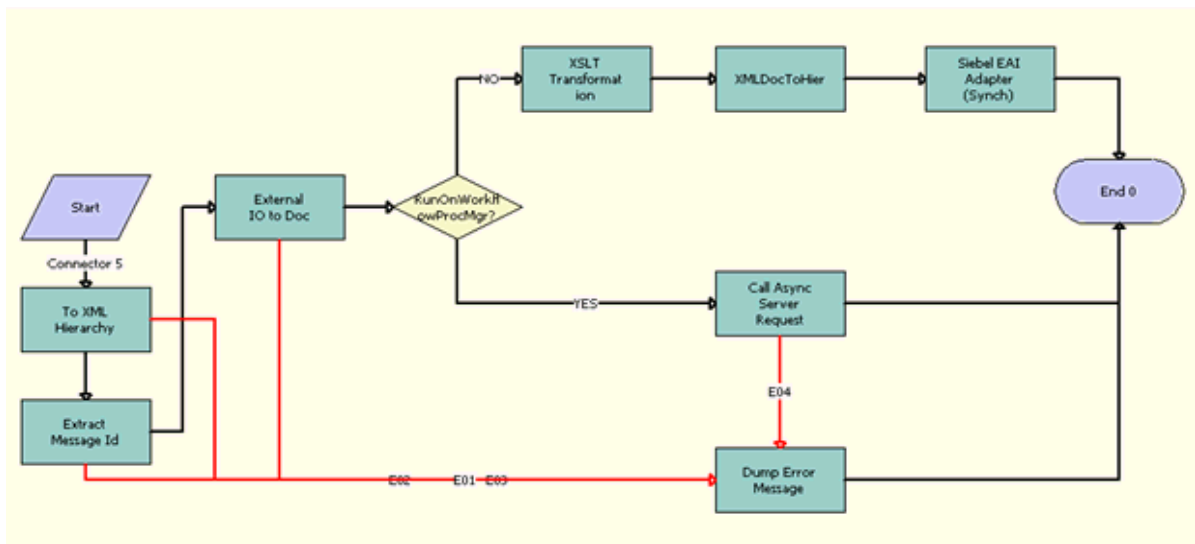 XSLT
Transformat
ion
XMLDocToHier
Siebel EAI
Adapter
(Synch)
NO
Start
External
IO to Doc
RunOnWorkfl
owProcMgr?
End 0
Connector 5
To XML
Hierarchy
YES
Call Async
Server
Request
E04
Extract
Message Id
E02
E01
E03
Dump Error
Message